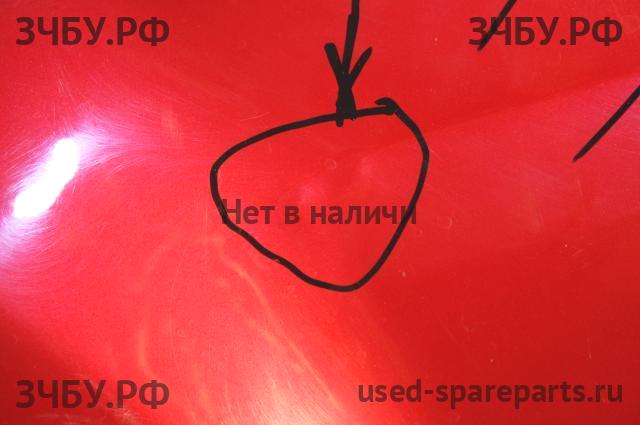 ЗЧБУ.РФ ЗЧБУ.РФ
Нет в наличи
ЗЧБУ.РФ used-spareparts.ru